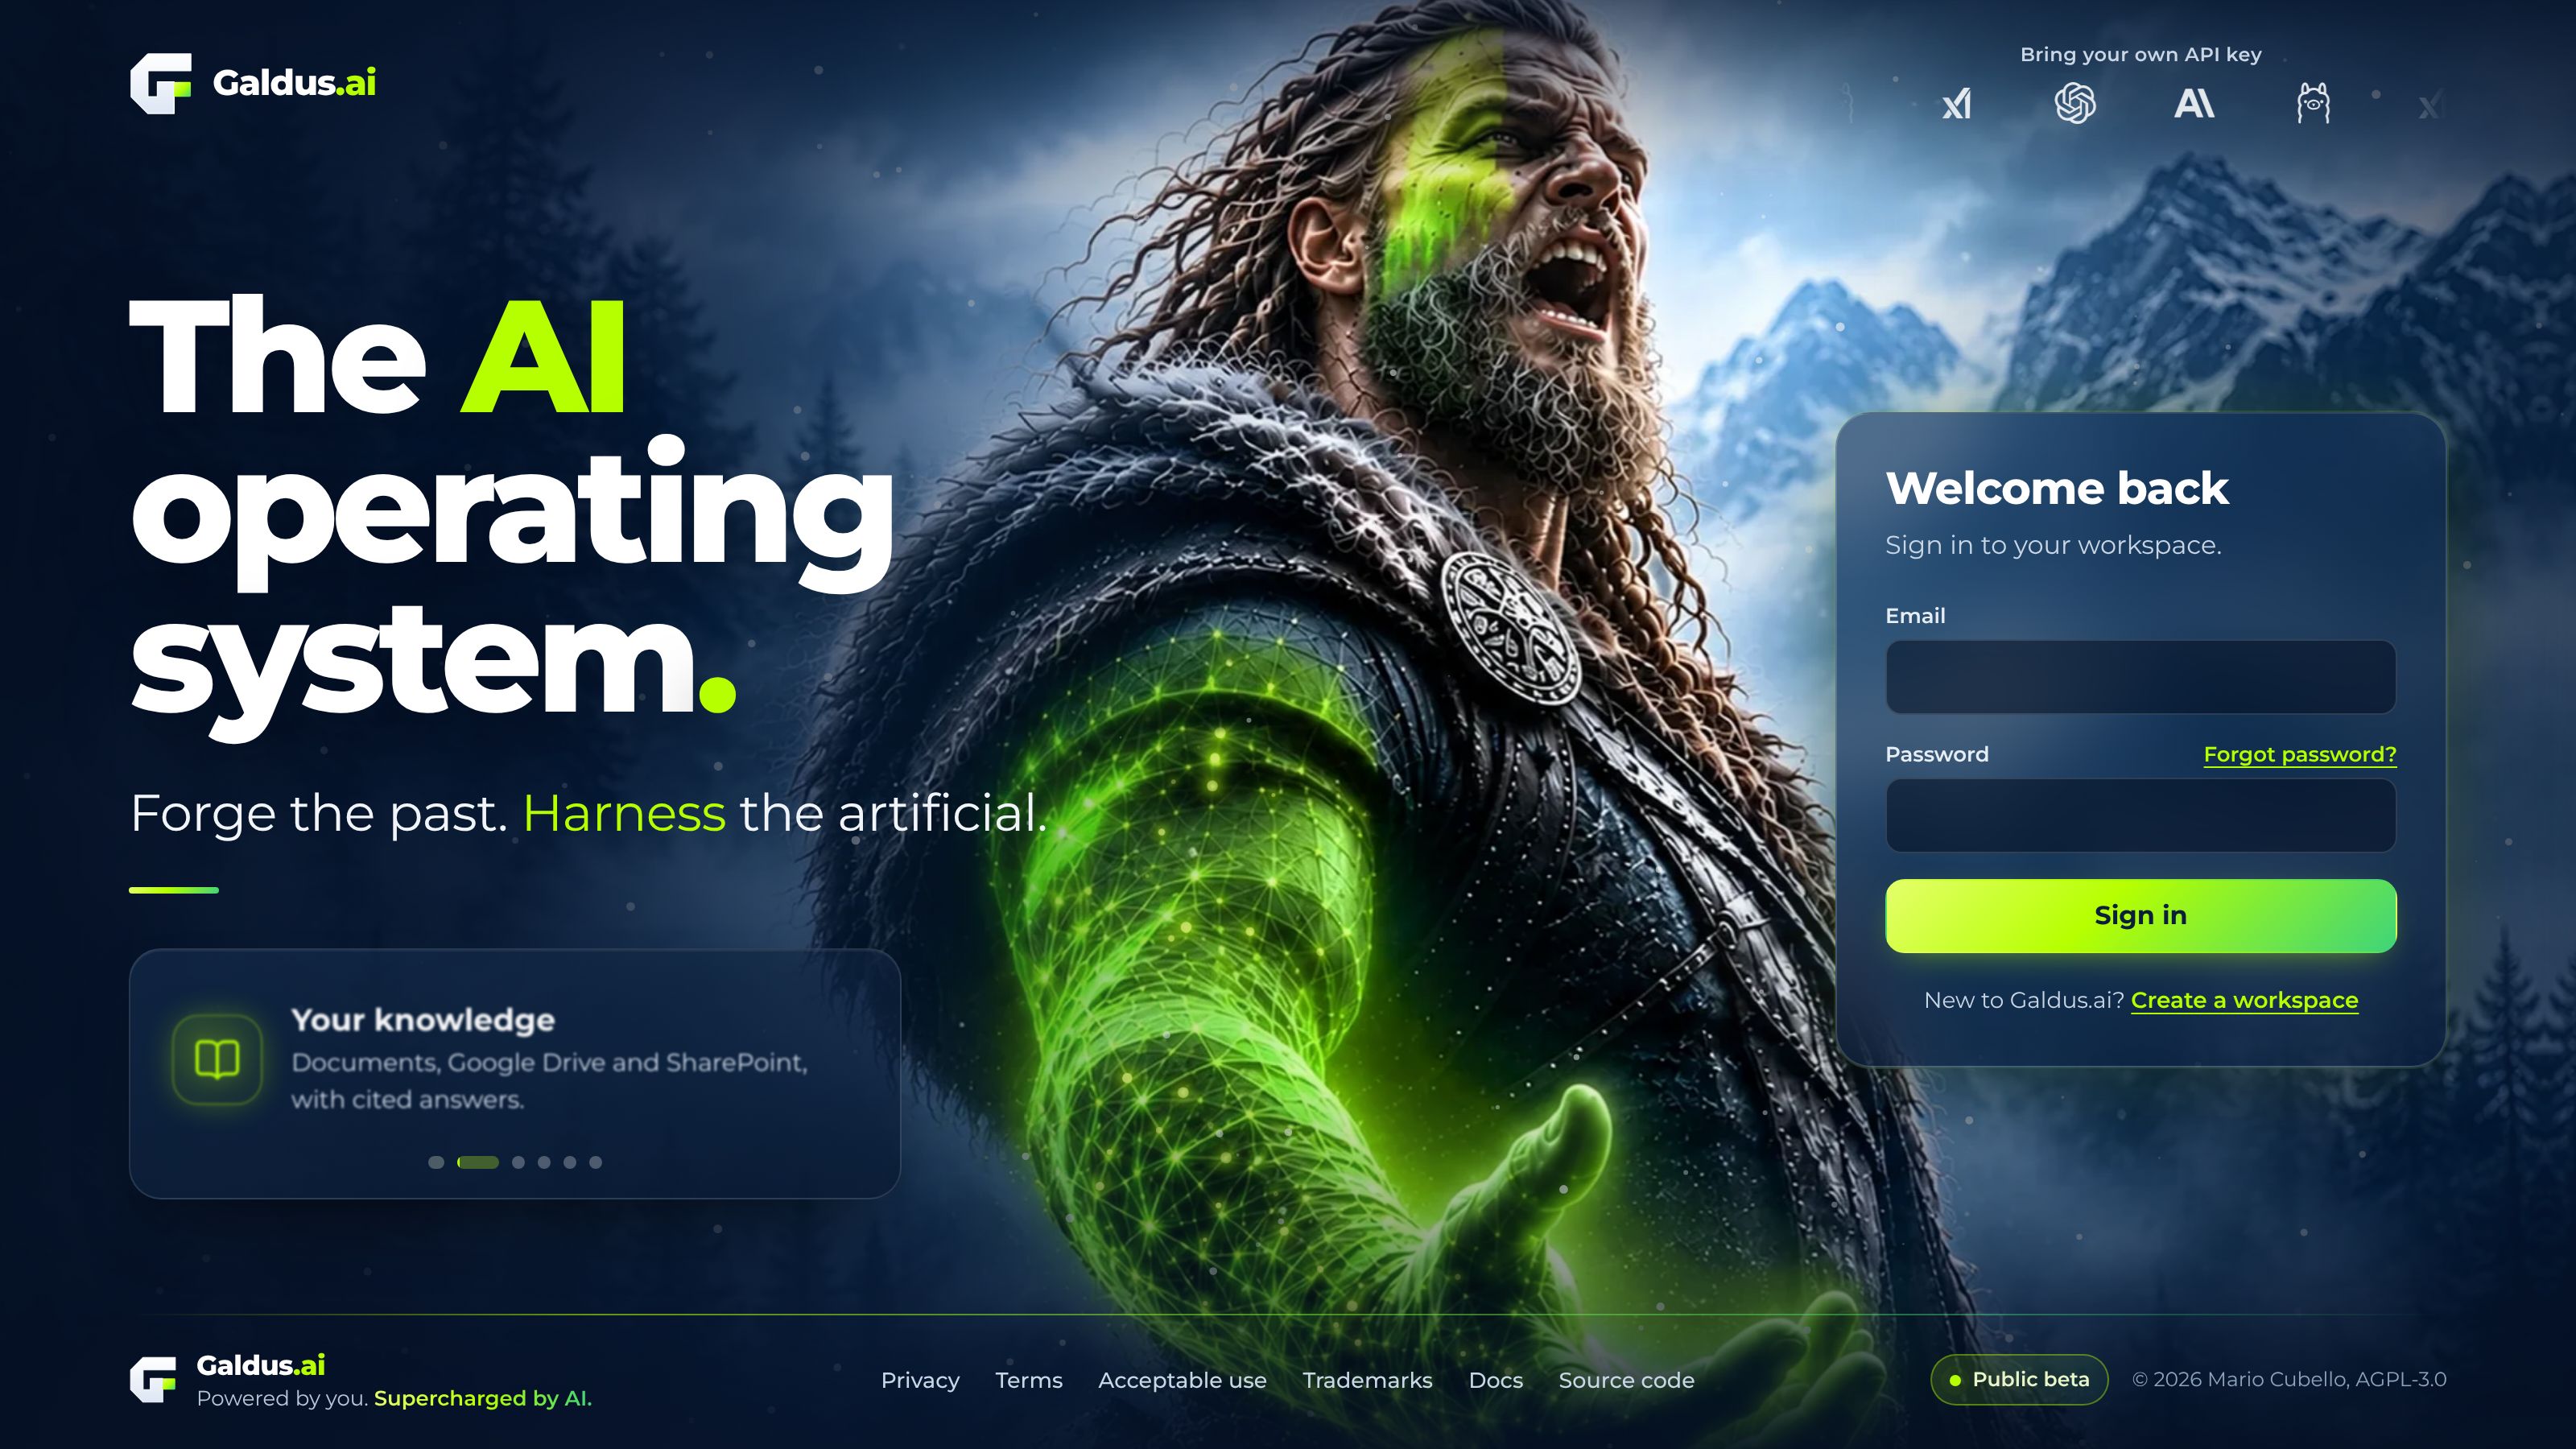 Galdus.ai
Bring your own API key
The AI
operating
system.
Forge the past. Harness the artificial.
Your knowledge
Documents, Google Drive and SharePoint,
with cited answers.
Welcome back
Sign in to your workspace.
Email
Password
Forgot password?
Sign in
New to Galdus.ai? Create a workspace
Galdus.ai
Powered by you. Supercharged by AI.
Privacy
Terms
Acceptable use
Trademarks
Docs
Source code
Public beta
© 2026 Mario Cubello, AGPL-3.0